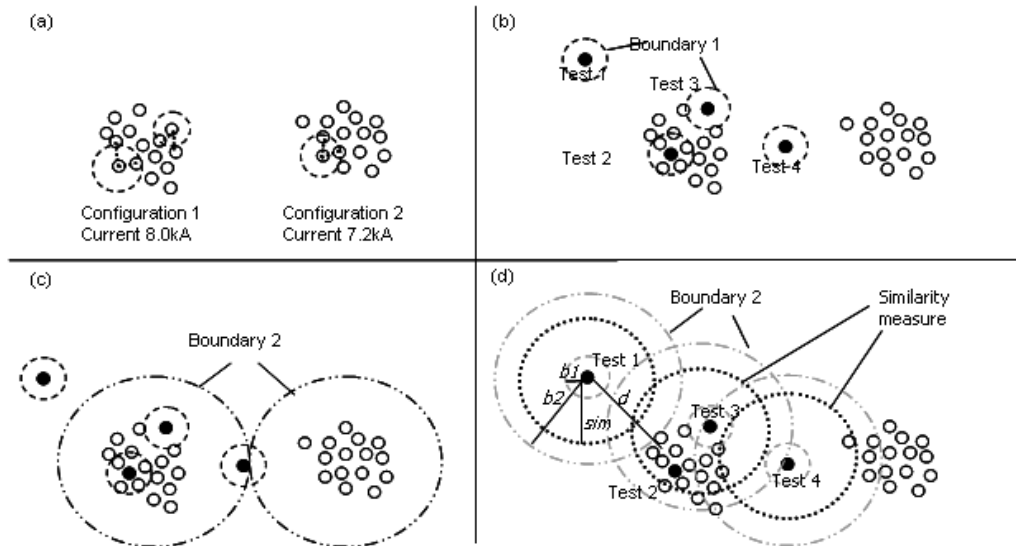 (a)
Configuration 1
Current 8.0kA
Configuration 2
Current 7.2kA
(b)
Boundary 1
Test 1
Test 3
Test 2
Test 4
(c)
Boundary 2
(d)
Boundary 2
Similarity
measure
Test 1
b1
b2
d
sim
Test 3
Test 2
Test 4